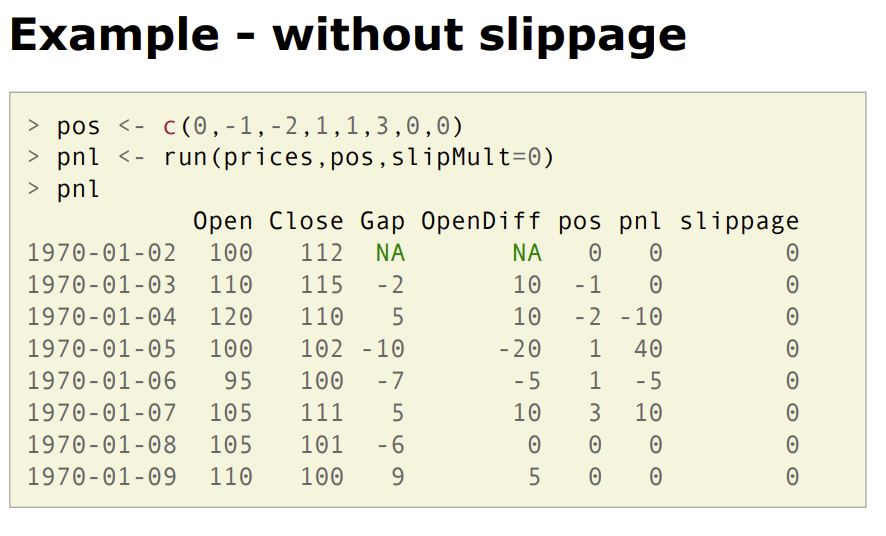 Example – without slippage
> pos <- c(0,-1,-2,1,1,3,0,0)
> pnl <- run(prices,pos,slipMult=0)
> pnl
           Open Close Gap OpenDiff pos pnl slippage
1970-01-02  100   112  NA       NA   0   0        0
1970-01-03  110   115  -2       10  -1   0        0
1970-01-04  120   110   5       10  -2 -10        0
1970-01-05  100   102 -10      -20   1  40        0
1970-01-06   95   100  -7       -5   1  -5        0
1970-01-07  105   111   5       10   3  10        0
1970-01-08  105   101  -6        0   0   0        0
1970-01-09  110   100   9        5   0   0        0